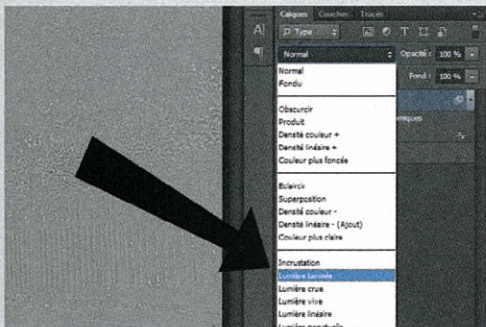 Calques Couches Tracés
A
Type T
¶
Normal Opacité : 100 %
Normal Fond : 100 %
Fondu
Obscurcir
Produit
Densité couleur +
Densité linéaire +
Couleur plus foncée
Eclaircir
Superposition
Densité couleur -
Densité linéaire - (Ajout)
Couleur plus claire
Incrustation
Lumière tamisée
Lumière crue
Lumière vive
Lumière linéaire
Lumière ponctuelle